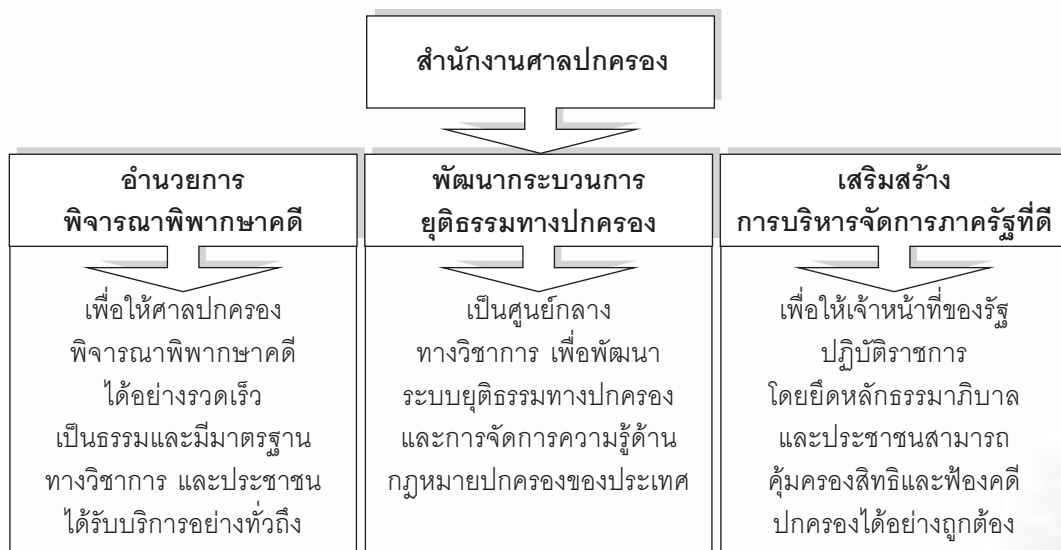 สำนักงานศาลปกครอง
อำนวยการ
พิจารณาพิพากษาคดี
เพื่อให้ศาลปกครอง
พิจารณาพิพากษาคดี
ได้อย่างรวดเร็ว
เป็นธรรมและมีมาตรฐาน
ทางวิชาการ และประชาชน
ได้รับบริการอย่างทั่วถึง
พัฒนากระบวนการ
ยุติธรรมทางปกครอง
เป็นศูนย์กลาง
ทางวิชาการ เพื่อพัฒนา
ระบบยุติธรรมทางปกครอง
และการจัดการความรู้ด้าน
กฎหมายปกครองของประเทศ
เสริมสร้าง
การบริหารจัดการภาครัฐที่ดี
เพื่อให้เจ้าหน้าที่ของรัฐ
ปฏิบัติราชการ
โดยยึดหลักธรรมาภิบาล
และประชาชนสามารถ
คุ้มครองสิทธิและฟ้องคดี
ปกครองได้อย่างถูกต้อง